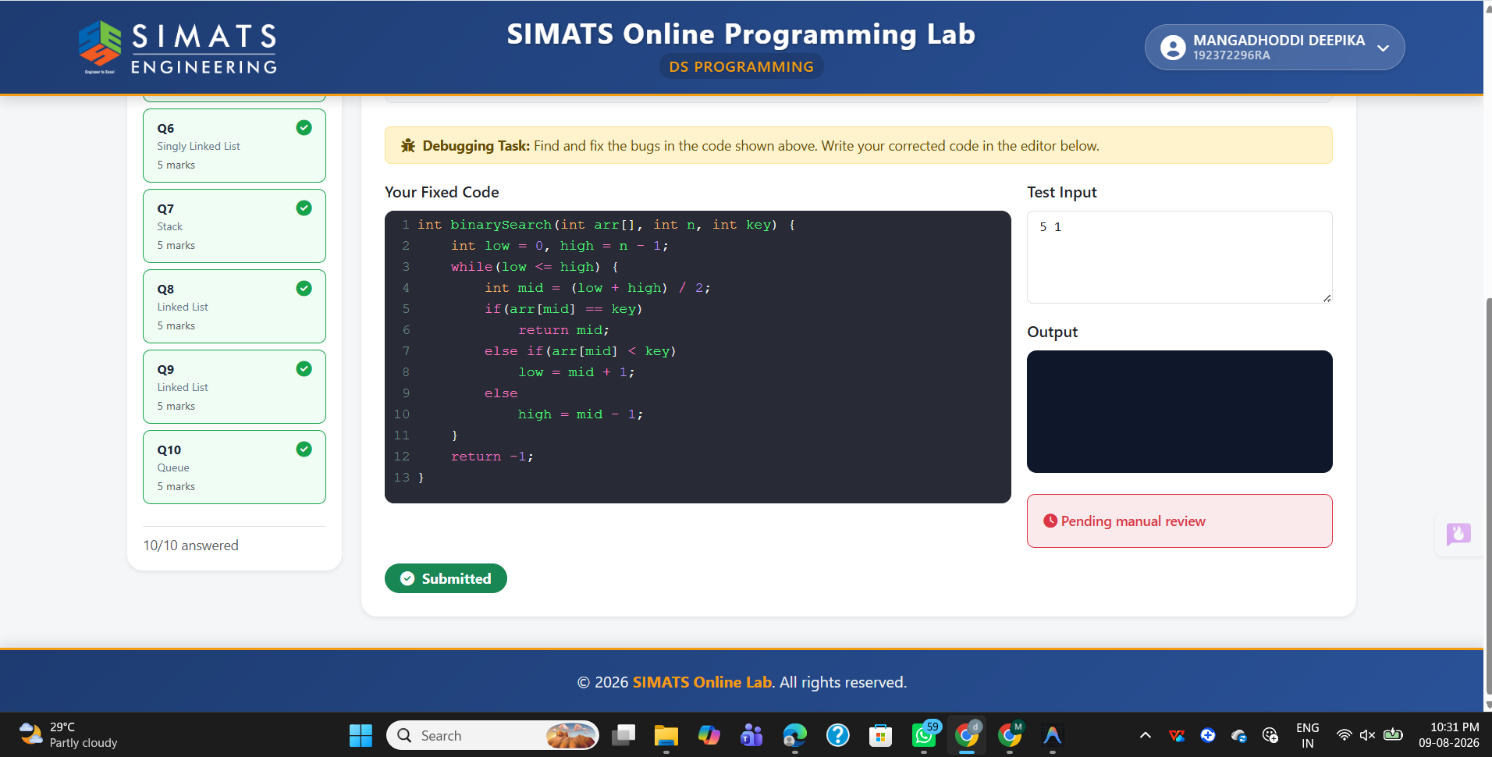 SIMATS
ENGINEERING
Engineer to Excel
SIMATS Online Programming Lab
DS PROGRAMMING
MANGADHODDI DEEPIKA
192372296RA
Q6
Singly Linked List
5 marks
Q7
Stack
5 marks
Q8
Linked List
5 marks
Q9
Linked List
5 marks
Q10
Queue
5 marks
10/10 answered
Debugging Task: Find and fix the bugs in the code shown above. Write your corrected code in the editor below.
Your Fixed Code
1 int binarySearch(int arr[], int n, int key) {
2     int low = 0, high = n - 1;
3     while(low <= high) {
4         int mid = (low + high) / 2;
5         if(arr[mid] == key)
6             return mid;
7         else if(arr[mid] < key)
8             low = mid + 1;
9         else
10             high = mid - 1;
11     }
12     return -1;
13 }
Test Input
5 1
Output
Pending manual review
Submitted
© 2026 SIMATS Online Lab. All rights reserved.
29°C
Partly cloudy
Search
59
d
M
ENG
IN
10:31 PM
09-08-2026